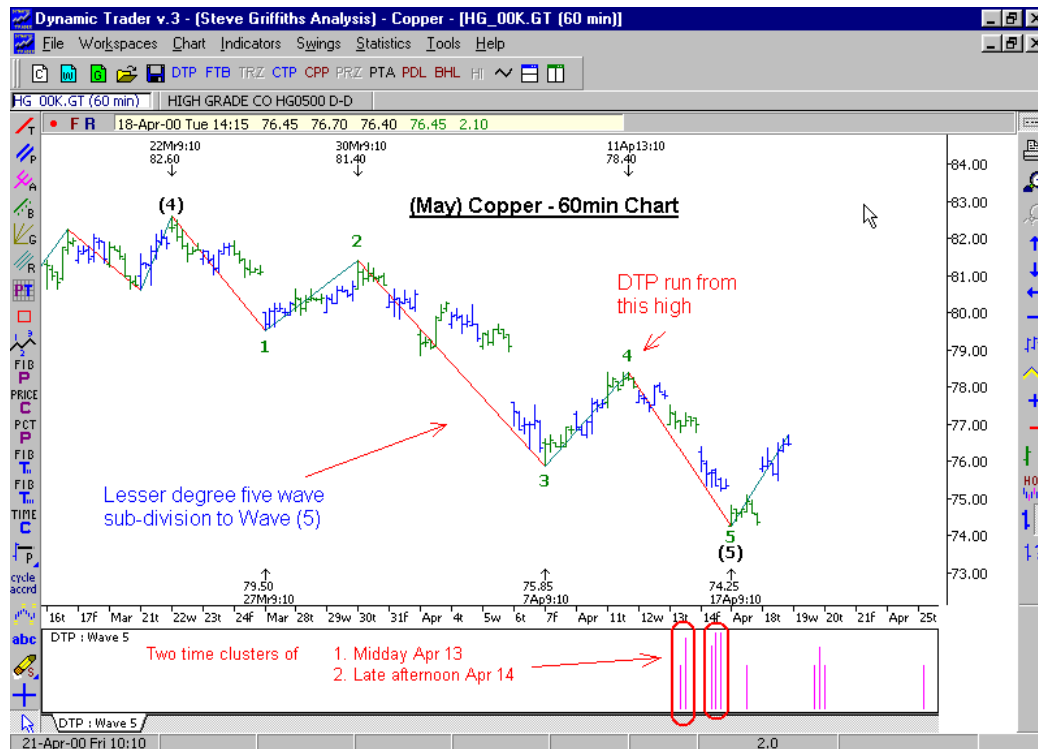 Dynamic Trader v.3 - (Steve Griffiths Analysis) - Copper - [HG_00K.GT (60 min)]
File Workspaces Chart Indicators Swings Statistics Tools Help
C W G DTP FTB TRZ CTP CPP PRZ PTA PDL BHL HI
HG_00K.GT (60 min) HIGH GRADE CO HG0500 D-D
F R 18-Apr-00 Tue 14:15 76.45 76.70 76.40 76.45 2.10
22Mr9:10 30Mr9:10 11Ap13:10
82.60 81.40 78.40
(4)
(May) Copper - 60min Chart
2
DTP run from
this high
1
4
Lesser degree five wave
sub-division to Wave (5)
3
5
(5)
79.50 75.85 74.25
27Mr9:10 7Ap9:10 17Ap9:10
84.00
83.00
82.00
81.00
80.00
79.00
78.00
77.00
76.00
75.00
74.00
73.00
16t 17f Mar 21t 22w 23t 24f Mar 28t 29w 30t 31f Apr 4t 5w 6t 7f Apr 11t 12w 13t 14f Apr 18t 19w 20t 21f Apr 25t
DTP : Wave 5
Two time clusters of 1. Midday Apr 13
2. Late afternoon Apr 14
DTP : Wave 5
21-Apr-00 Fri 10:10 2.0
T
P
A
B
G
R
PT
FIB
P
PRICE
C
PCT
P
FIB
T
FIB
T
TIME
C
P
cycle
accrd
abc
S